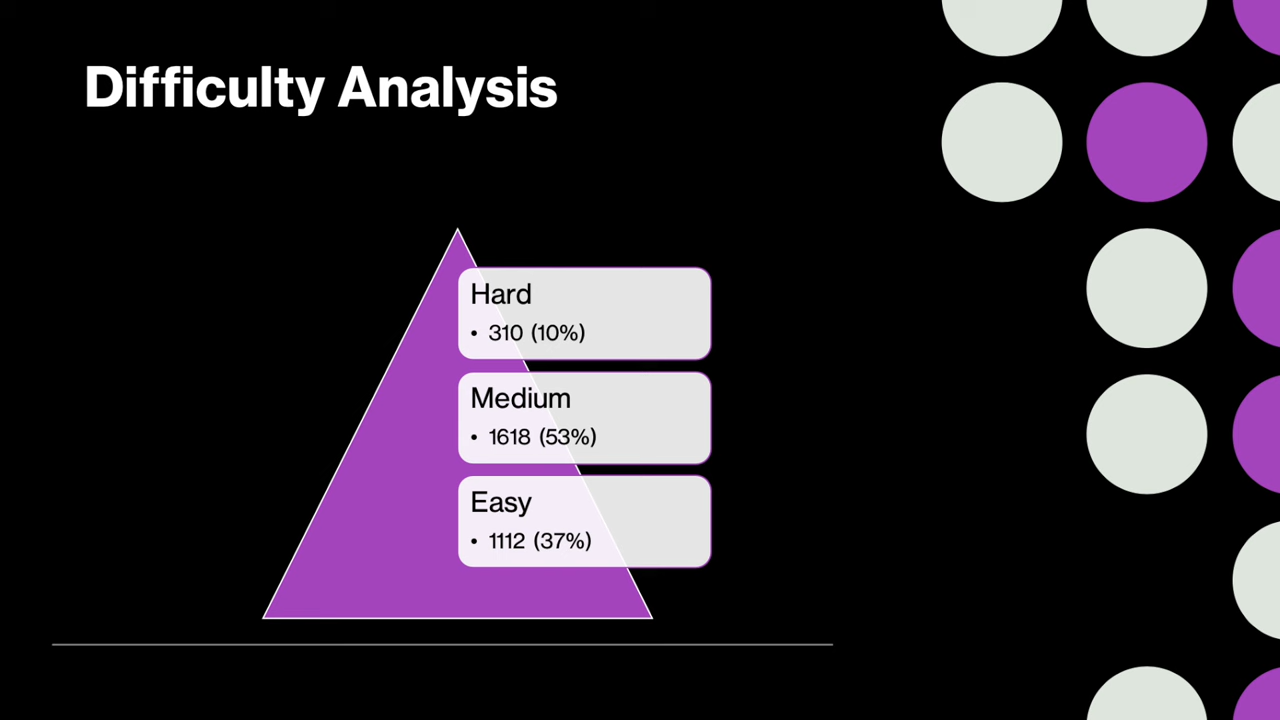 Difficulty Analysis
Hard
• 310 (10%)
Medium
• 1618 (53%)
Easy
• 1112 (37%)